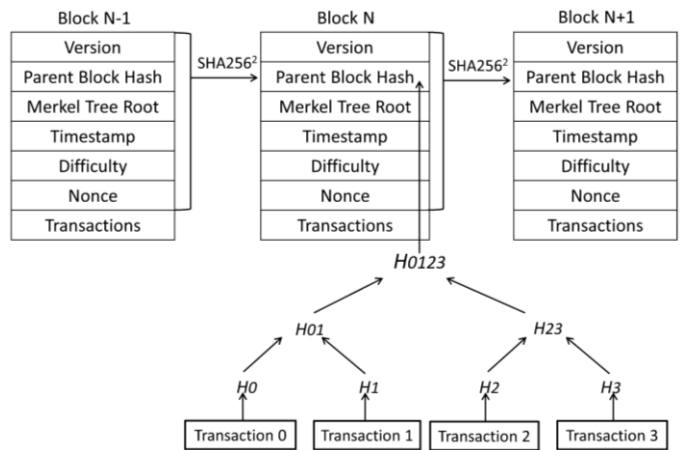 Block N-1 Block N Block N+1
Version Version Version
Parent Block Hash SHA256² Parent Block Hash SHA256² Parent Block Hash
Merkel Tree Root Merkel Tree Root Merkel Tree Root
Timestamp Timestamp Timestamp
Difficulty Difficulty Difficulty
Nonce Nonce Nonce
Transactions Transactions Transactions
H0123
H01 H23
H0 H1 H2 H3
Transaction 0 Transaction 1 Transaction 2 Transaction 3